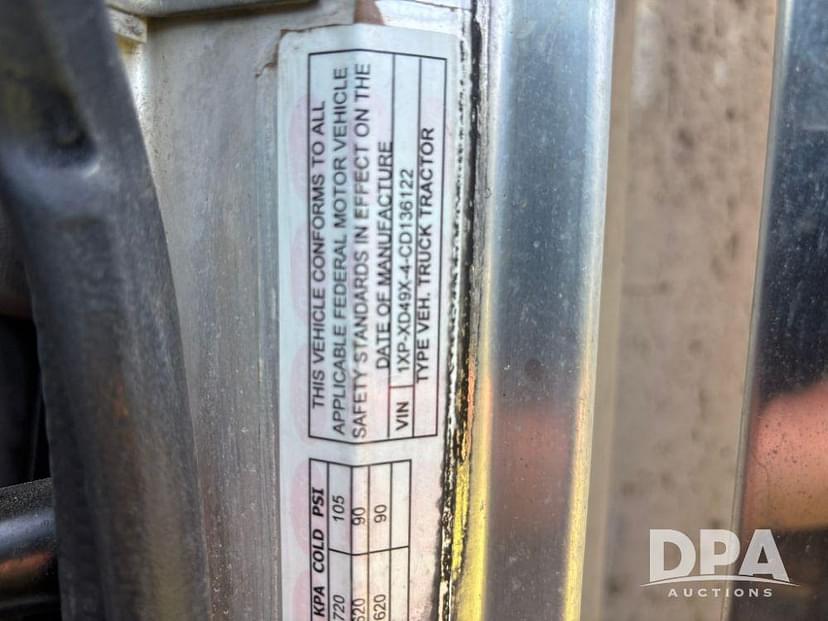 THIS VEHICLE CONFORMS TO ALL
APPLICABLE FEDERAL MOTOR VEHICLE
SAFETY STANDARDS IN EFFECT ON THE
DATE OF MANUFACTURE
VIN 1XP-XD49X-4-CD136122
TYPE VEH. TRUCK TRACTOR
KPA COLD PSI
720 105
620 90
620 90
DPA
AUCTIONS